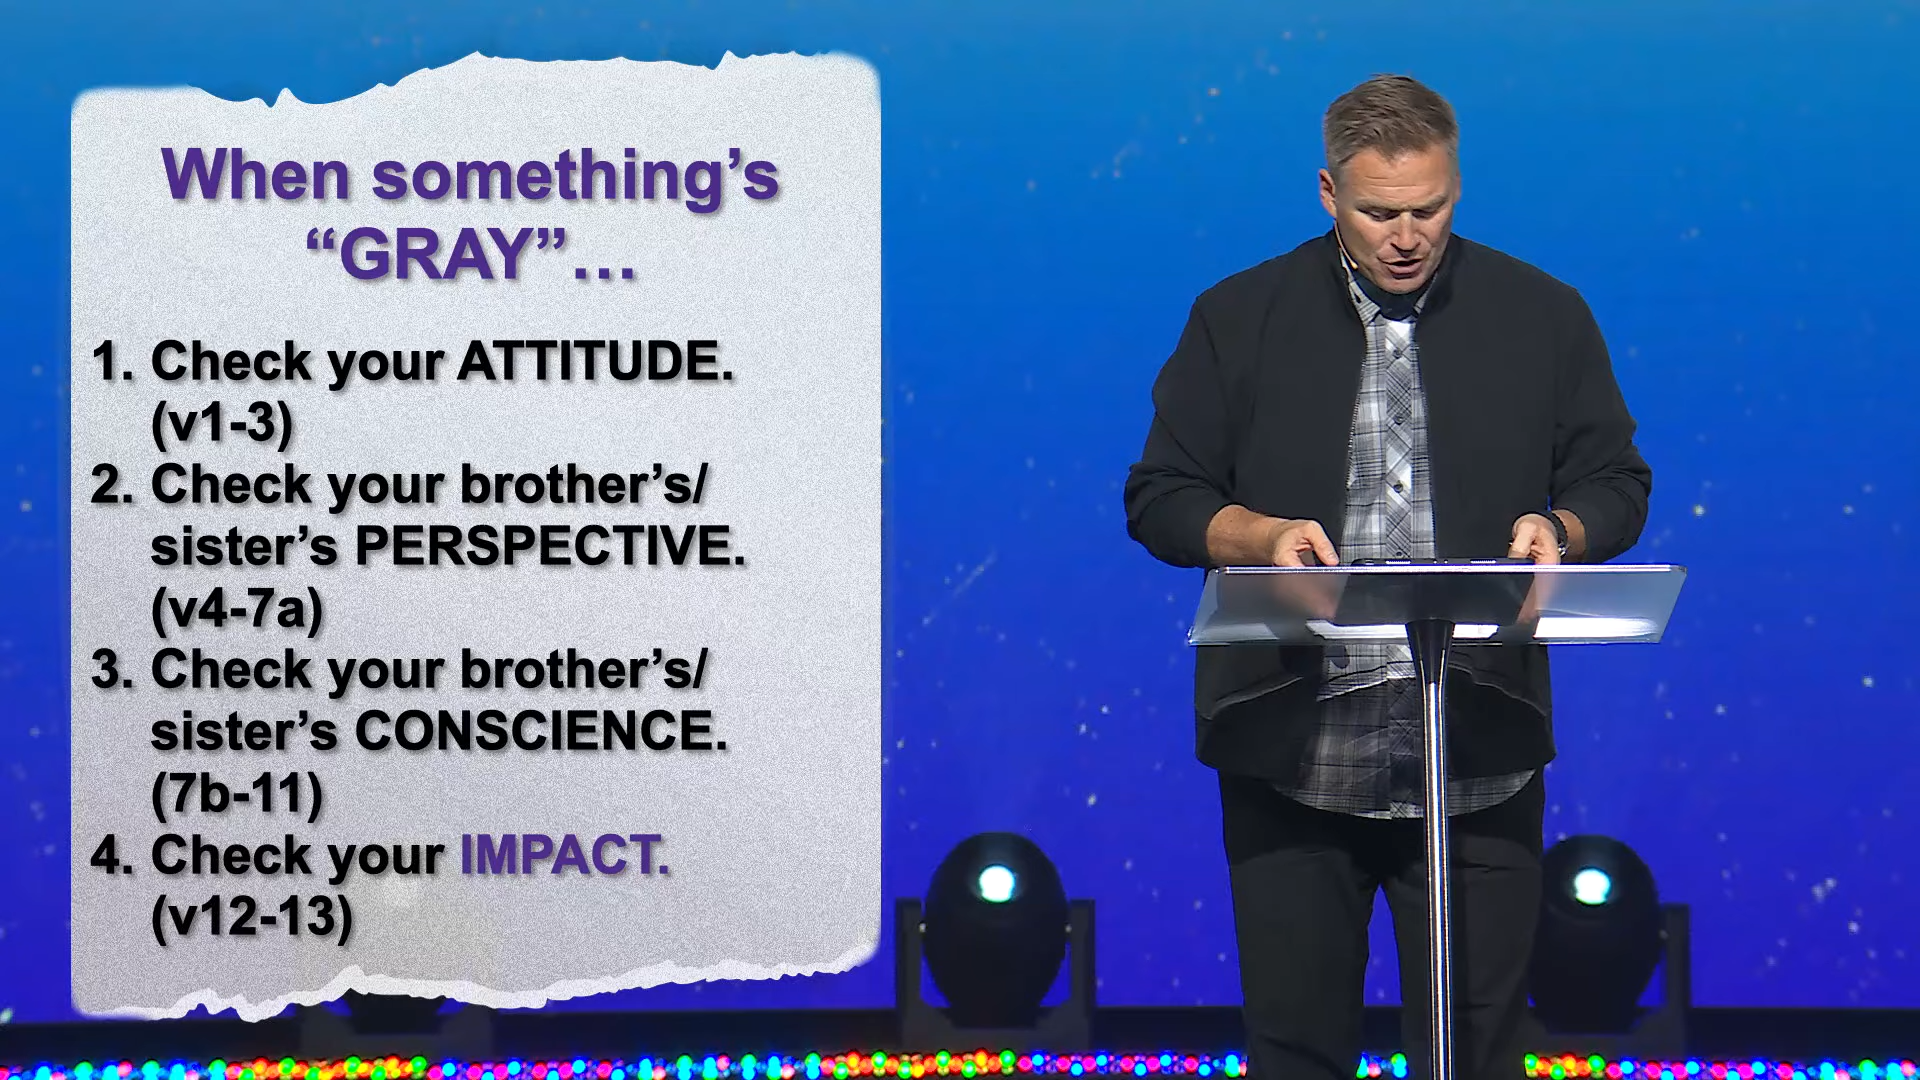 When something’s
“GRAY”…
1. Check your ATTITUDE.
(v1-3)
2. Check your brother’s/
sister’s PERSPECTIVE.
(v4-7a)
3. Check your brother’s/
sister’s CONSCIENCE.
(7b-11)
4. Check your IMPACT.
(v12-13)